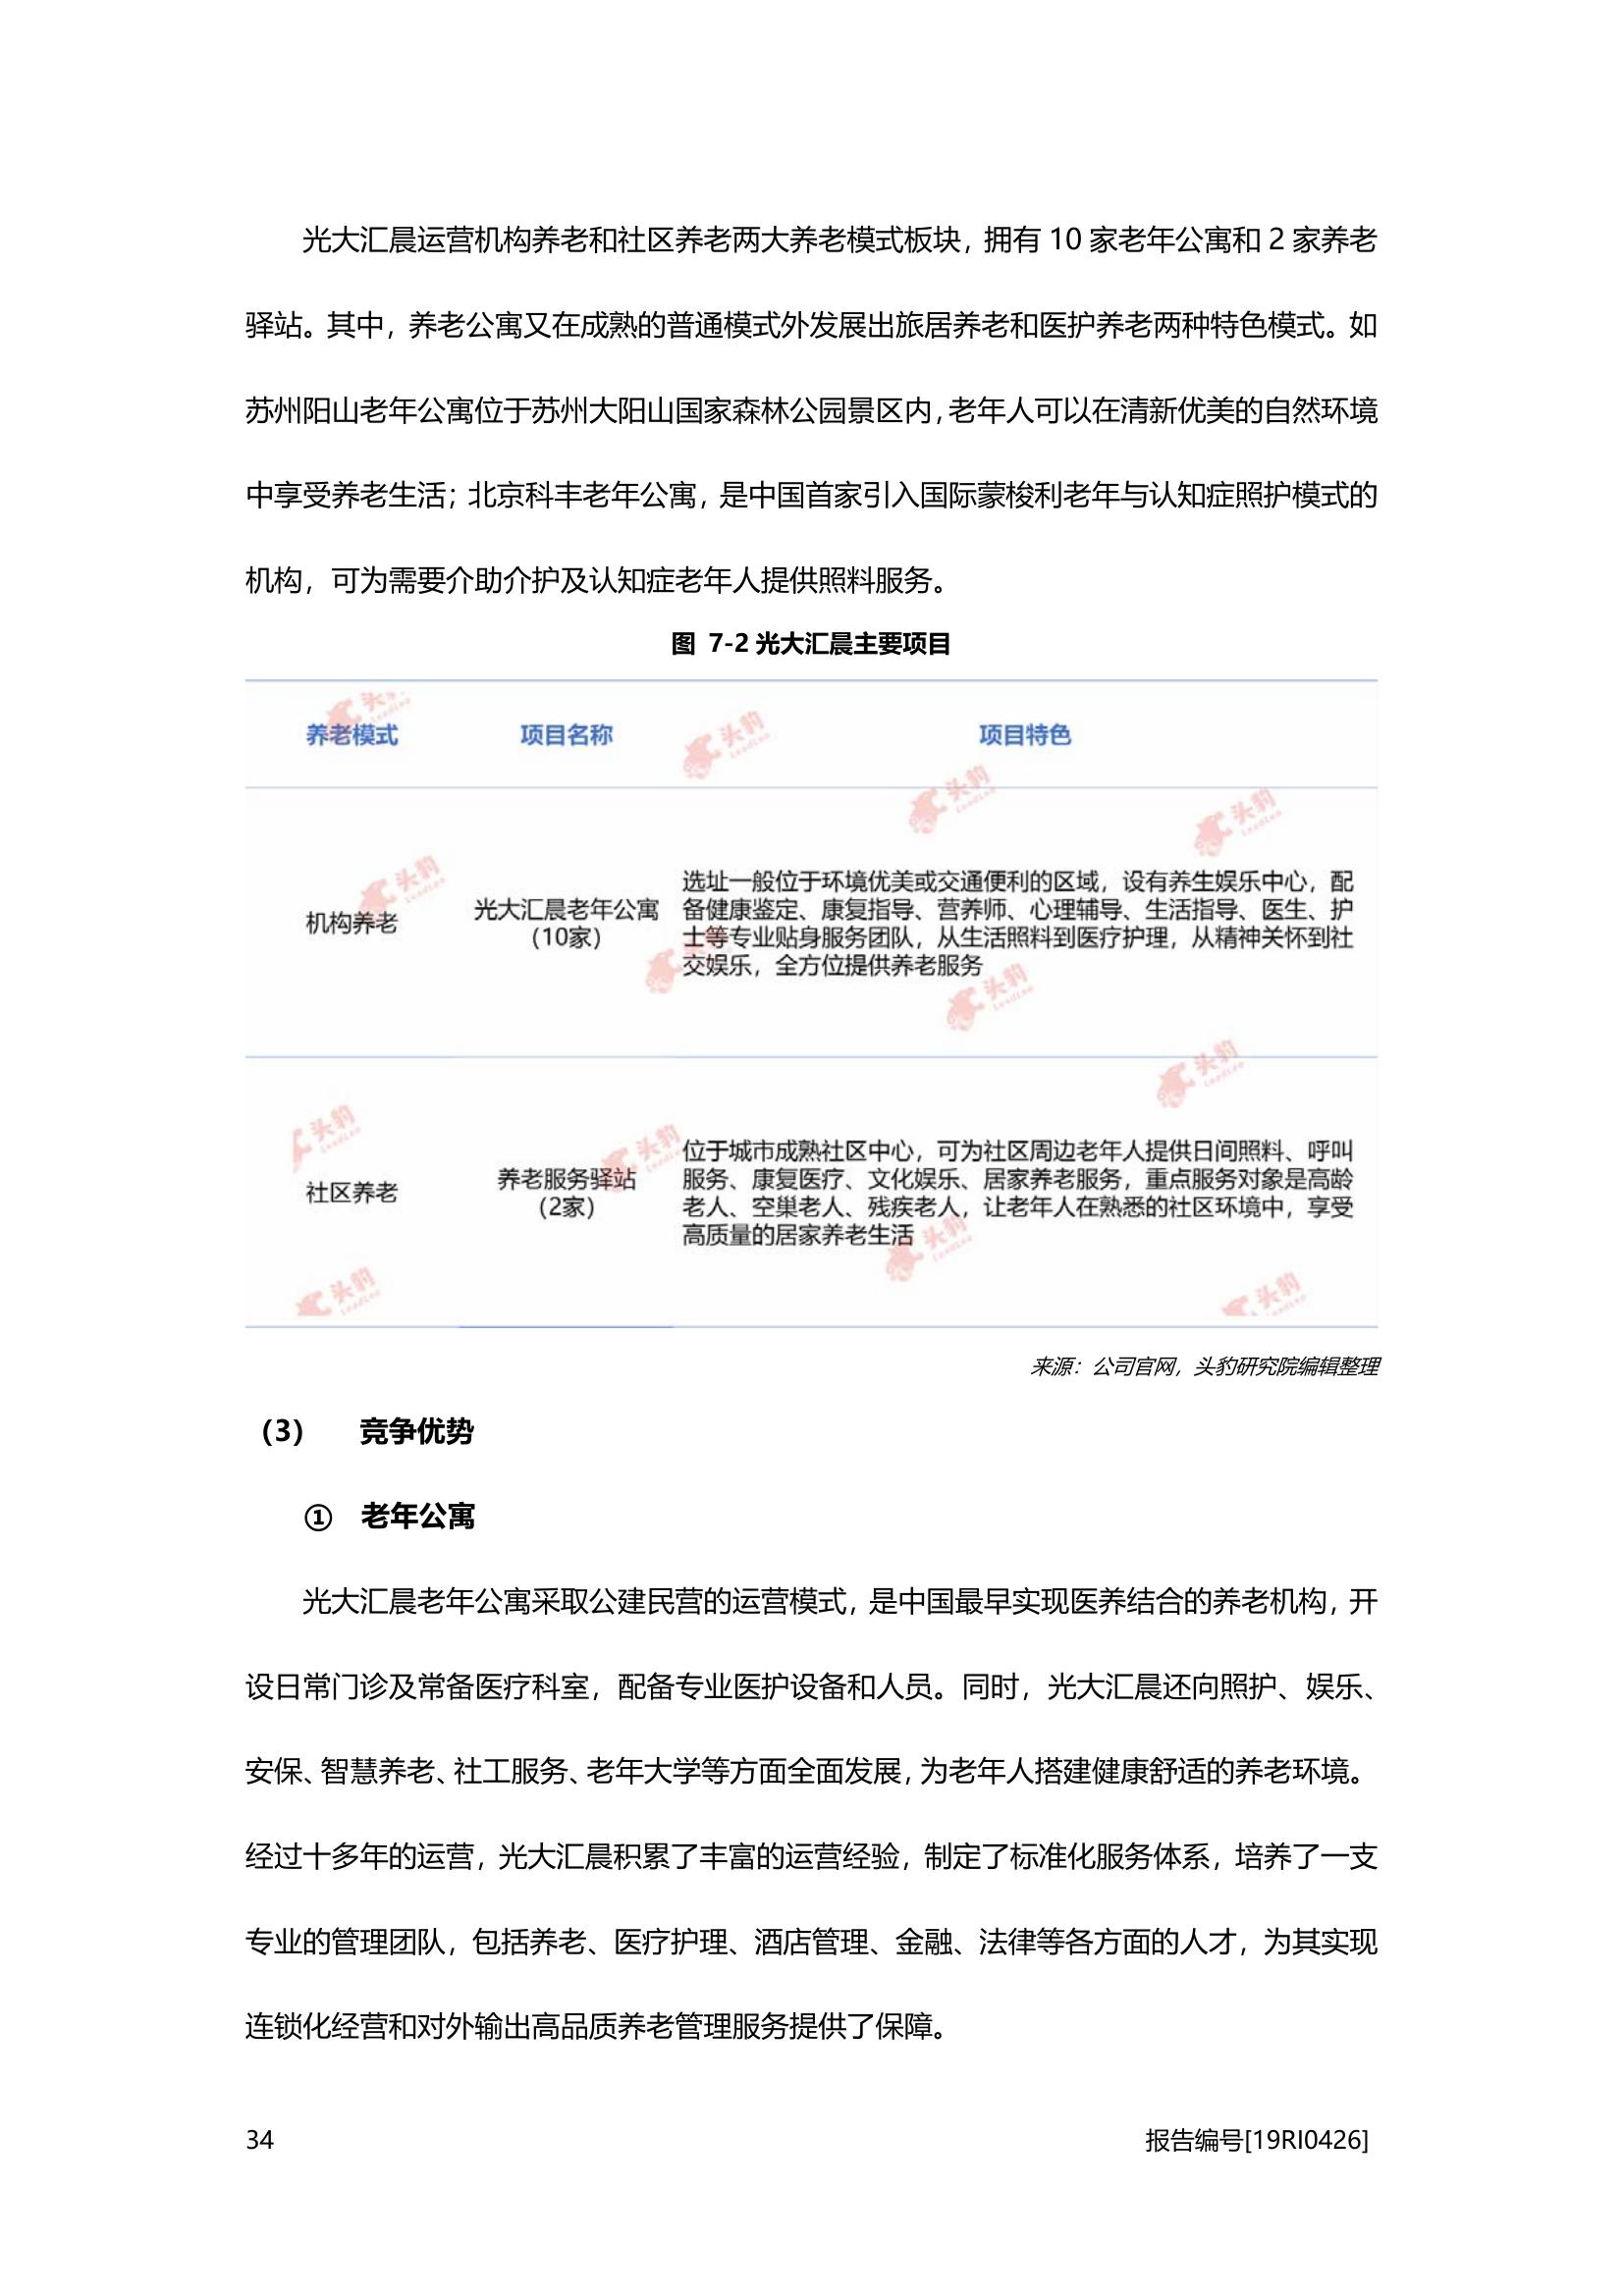 光大汇晨运营机构养老和社区养老两大养老模式板块，拥有 10 家老年公寓和 2 家养老
驿站。其中，养老公寓又在成熟的普通模式外发展出旅居养老和医护养老两种特色模式。如
苏州阳山老年公寓位于苏州大阳山国家森林公园景区内，老年人可以在清新优美的自然环境
中享受养老生活；北京科丰老年公寓，是中国首家引入国际蒙梭利老年与认知症照护模式的
机构，可为需要介助介护及认知症老年人提供照料服务。
图 7-2 光大汇晨主要项目
养老模式 项目名称 项目特色
机构养老
光大汇晨老年公寓
（10家）
选址一般位于环境优美或交通便利的区域，设有养生娱乐中心，配
备健康鉴定、康复指导、营养师、心理辅导、生活指导、医生、护
士等专业贴身服务团队，从生活照料到医疗护理，从精神关怀到社
交娱乐，全方位提供养老服务
社区养老
养老服务驿站
（2家）
位于城市成熟社区中心，可为社区周边老年人提供日间照料、呼叫
服务、康复医疗、文化娱乐、居家养老服务，重点服务对象是高龄
老人、空巢老人、残疾老人，让老年人在熟悉的社区环境中，享受
高质量的居家养老生活
来源：公司官网，头豹研究院编辑整理
（3） 竞争优势
① 老年公寓
光大汇晨老年公寓采取公建民营的运营模式，是中国最早实现医养结合的养老机构，开
设日常门诊及常备医疗科室，配备专业医护设备和人员。同时，光大汇晨还向照护、娱乐、
安保、智慧养老、社工服务、老年大学等方面全面发展，为老年人搭建健康舒适的养老环境。
经过十多年的运营，光大汇晨积累了丰富的运营经验，制定了标准化服务体系，培养了一支
专业的管理团队，包括养老、医疗护理、酒店管理、金融、法律等各方面的人才，为其实现
连锁化经营和对外输出高品质养老管理服务提供了保障。
34 报告编号[19RI0426]
头豹
LeadLeo